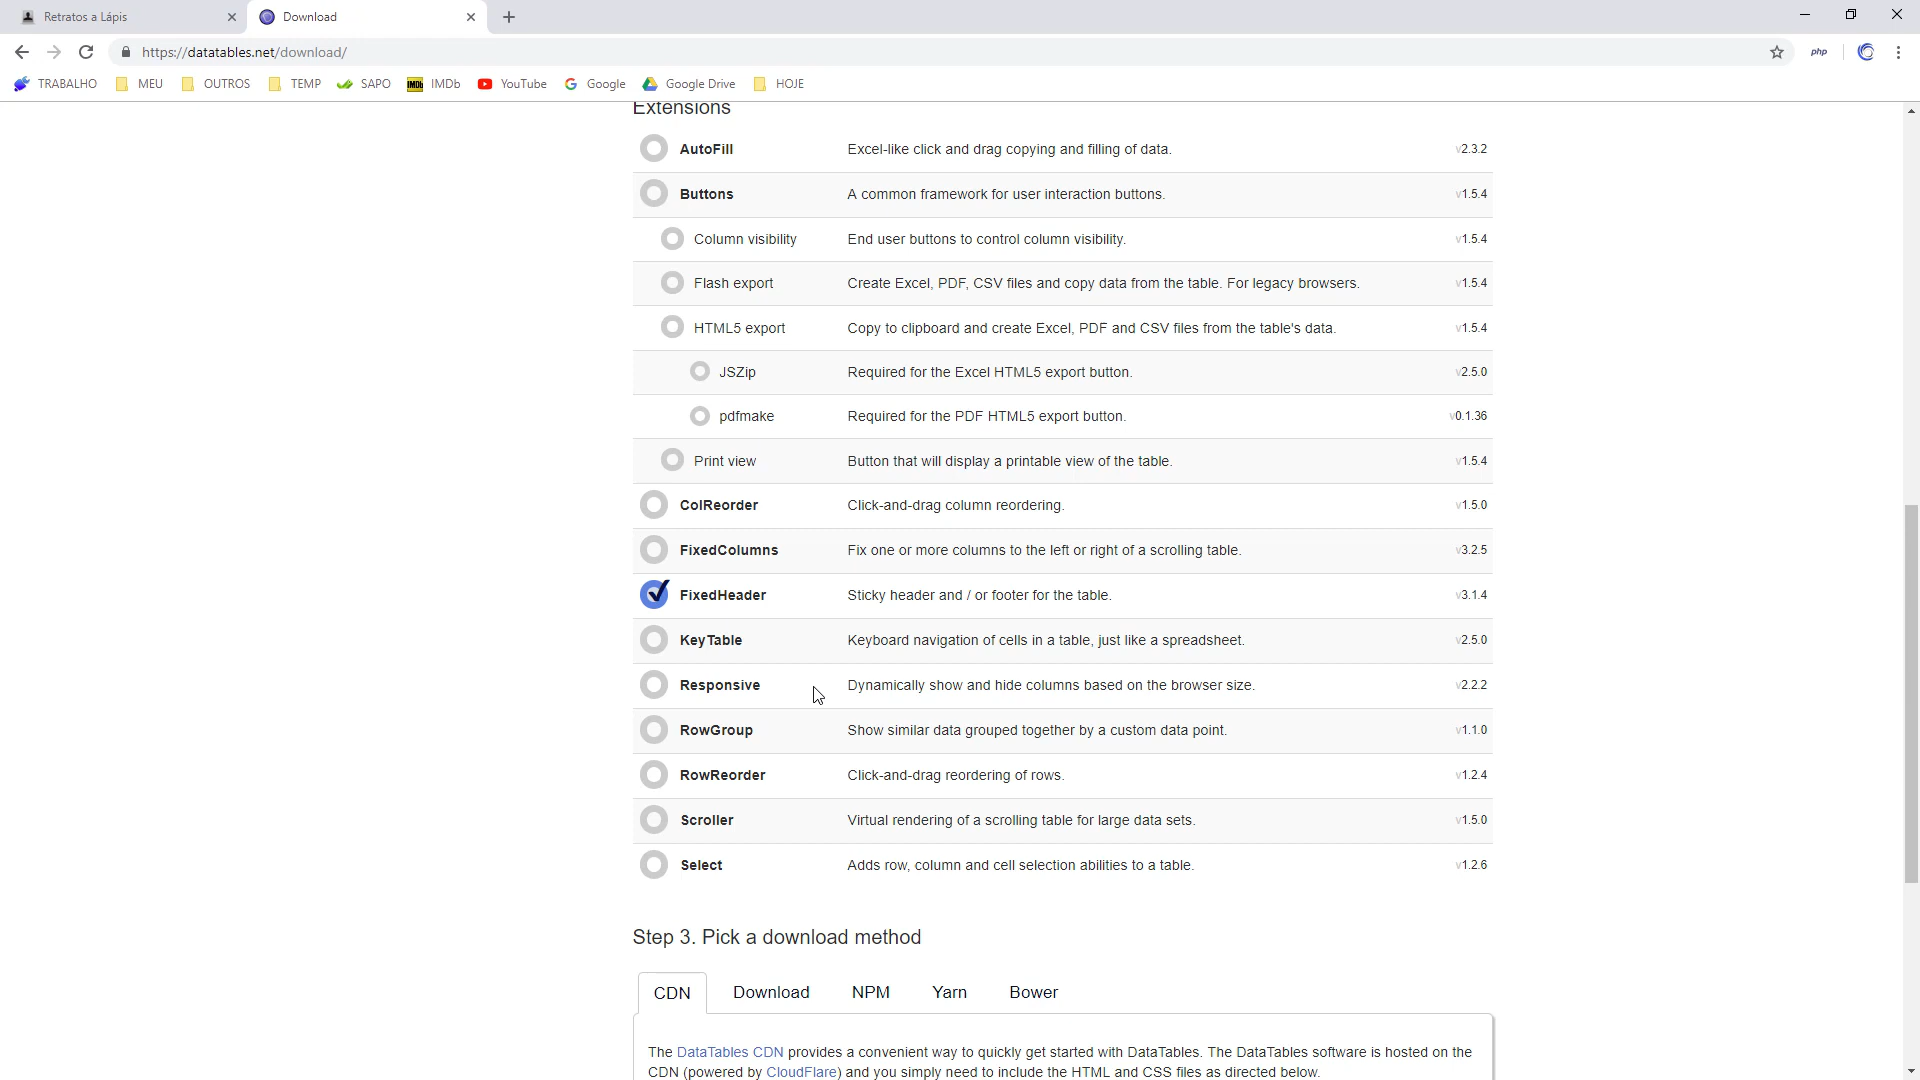 Retratos a Lápis
Download
https://datatables.net/download/
php
TRABALHO MEU OUTROS TEMP SAPO IMDb IMDb YouTube Google Google Drive HOJE
Extensions
AutoFill Excel-like click and drag copying and filling of data. v2.3.2
Buttons A common framework for user interaction buttons. v1.5.4
Column visibility End user buttons to control column visibility. v1.5.4
Flash export Create Excel, PDF, CSV files and copy data from the table. For legacy browsers. v1.5.4
HTML5 export Copy to clipboard and create Excel, PDF and CSV files from the table's data. v1.5.4
JSZip Required for the Excel HTML5 export button. v2.5.0
pdfmake Required for the PDF HTML5 export button. v0.1.36
Print view Button that will display a printable view of the table. v1.5.4
ColReorder Click-and-drag column reordering. v1.5.0
FixedColumns Fix one or more columns to the left or right of a scrolling table. v3.2.5
FixedHeader Sticky header and / or footer for the table. v3.1.4
KeyTable Keyboard navigation of cells in a table, just like a spreadsheet. v2.5.0
Responsive Dynamically show and hide columns based on the browser size. v2.2.2
RowGroup Show similar data grouped together by a custom data point. v1.1.0
RowReorder Click-and-drag reordering of rows. v1.2.4
Scroller Virtual rendering of a scrolling table for large data sets. v1.5.0
Select Adds row, column and cell selection abilities to a table. v1.2.6
Step 3. Pick a download method
CDN Download NPM Yarn Bower
The DataTables CDN provides a convenient way to quickly get started with DataTables. The DataTables software is hosted on the
CDN (powered by CloudFlare) and you simply need to include the HTML and CSS files as directed below.